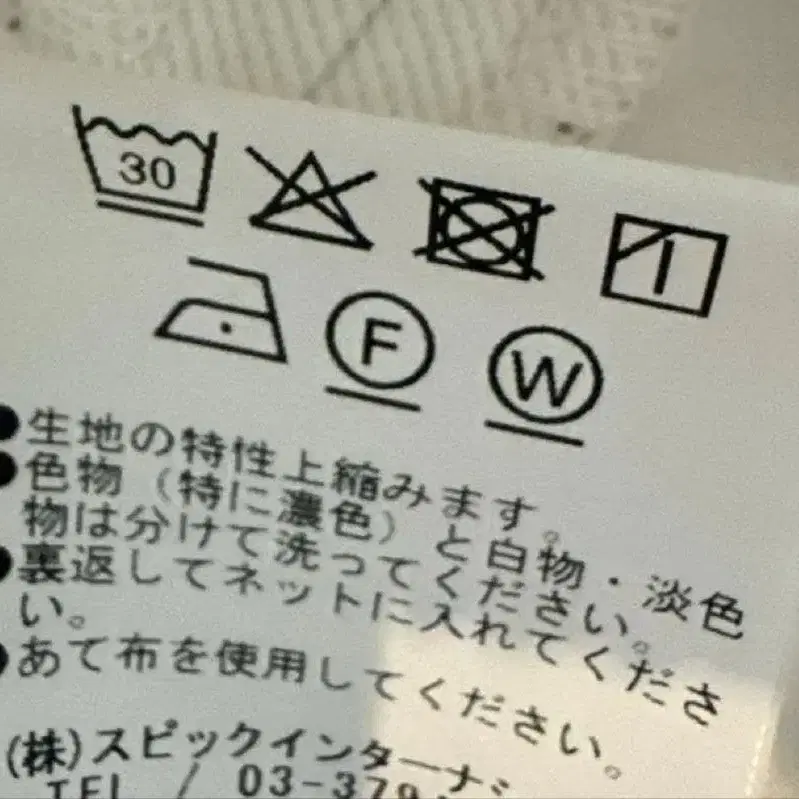 30
F W
●生地の特性上縮みます。
●色物(特に濃色)と白物・淡色
物は分けて洗ってください。
●裏返してネットに入れてくださ
い。
●あて布を使用してください。
(株)スピックインターナ
TEL / 03-379